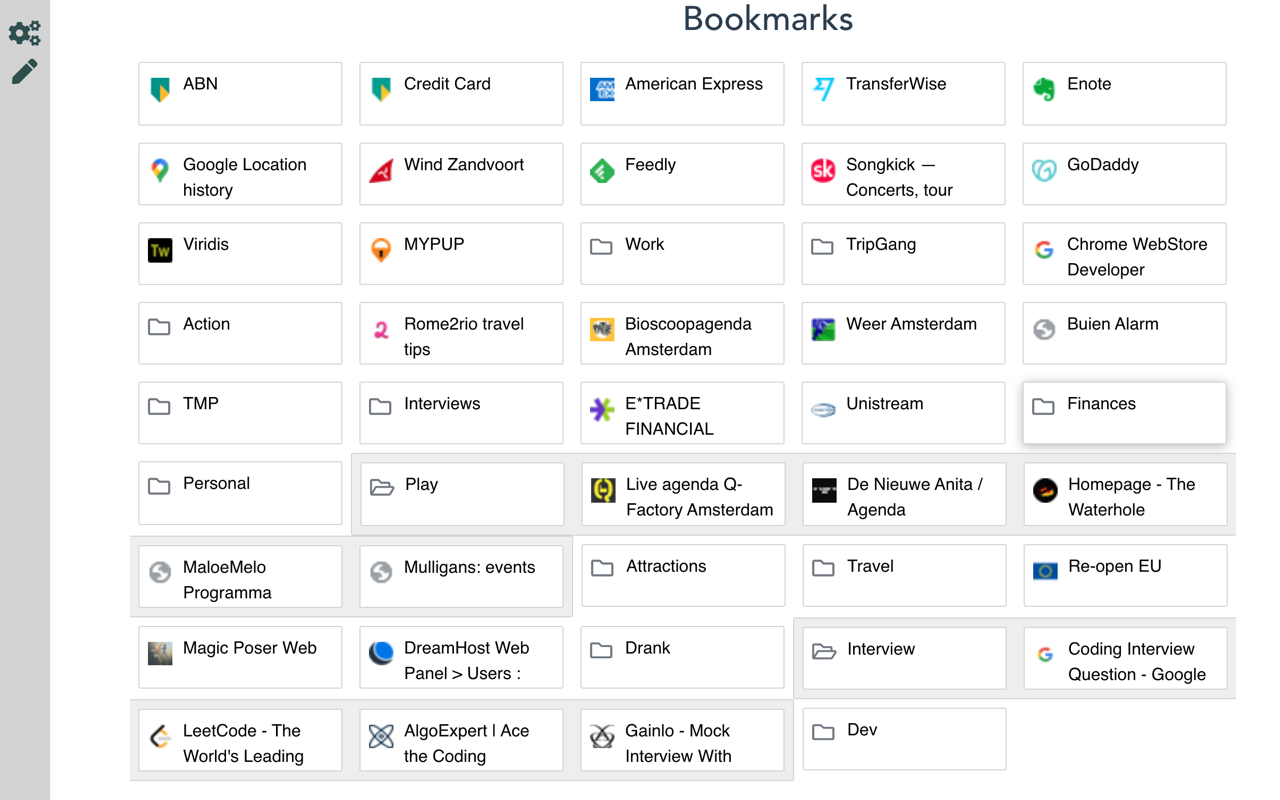 Bookmarks
ABN
Credit Card
American Express
TransferWise
Enote
Google Location
history
Wind Zandvoort
Feedly
Songkick —
Concerts, tour
GoDaddy
Viridis
MYPUP
Work
TripGang
Chrome WebStore
Developer
Action
Rome2rio travel
tips
Bioscoopagenda
Amsterdam
Weer Amsterdam
Buien Alarm
TMP
Interviews
E*TRADE
FINANCIAL
Unistream
Finances
Personal
Play
Live agenda Q-
Factory Amsterdam
De Nieuwe Anita /
Agenda
Homepage - The
Waterhole
MaloeMelo
Programma
Mulligans: events
Attractions
Travel
Re-open EU
Magic Poser Web
DreamHost Web
Panel > Users :
Drank
Interview
Coding Interview
Question - Google
LeetCode - The
World's Leading
AlgoExpert | Ace
the Coding
Gainlo - Mock
Interview With
Dev